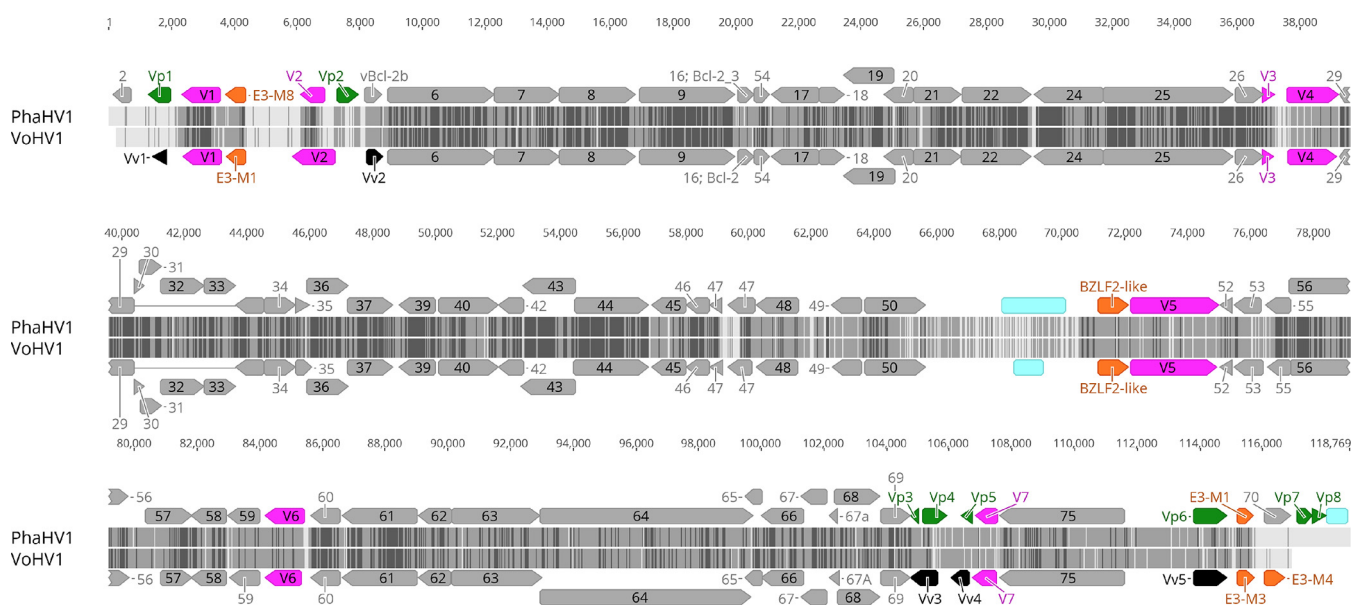 1 2,000 4,000 6,000 8,000 10,000 12,000 14,000 16,000 18,000 20,000 22,000 24,000 26,000 28,000 30,000 32,000 34,000 36,000 38,000
19
2 Vp1 V2 Vp2 vBcl-2b 16; Bcl-2_3 54 20 26 V3 29
V1 E3-M8 6 7 8 9 17 -18 21 22 24 25 V4
PhaHV1
VoHV1
Vv1- V1 V2 6 7 8 9 17 -18 21 22 24 25 V4
E3-M1 Vv2 16; Bcl-2 54 19 20 26 V3 29
40,000 42,000 44,000 46,000 48,000 50,000 52,000 54,000 56,000 58,000 60,000 62,000 64,000 66,000 68,000 70,000 72,000 74,000 76,000 78,000
29 30
-31
32 33 34 36 43 46 47 47 BZLF2-like 52 53 56
-35 37 39 40 -42 44 45 48 49- 50 V5 -55
PhaHV1
VoHV1
-35 37 39 40 -42 44 45 48 49- 50 V5 56
32 33 34 36 43 46 47 47 BZLF2-like 52 53 55
29 30 -31
80,000 82,000 84,000 86,000 88,000 90,000 92,000 94,000 96,000 98,000 100,000 102,000 104,000 106,000 108,000 110,000 112,000 114,000 116,000 118,769
69
-56 60 65- 67- 68 Vp3 Vp4 Vp5 V7 E3-M1 70 Vp7 Vp8
57 58 59 V6 61 62 63 64 66 -67a 75 Vp6-
PhaHV1
VoHV1
-56 57 58 V6 61 62 63 65- 66 -67A 75 Vv5- E3-M4
59 60 64 67- 68 69 Vv3 Vv4 V7 E3-M3